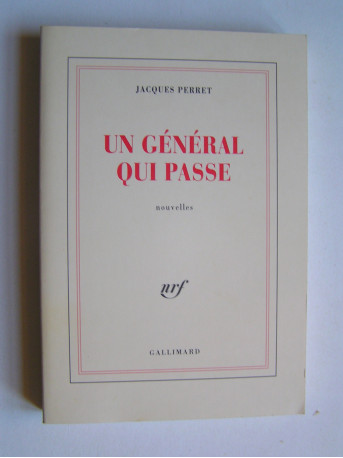 JACQUES PERRET
UN GÉNÉRAL
QUI PASSE
nouvelles
nrf
GALLIMARD